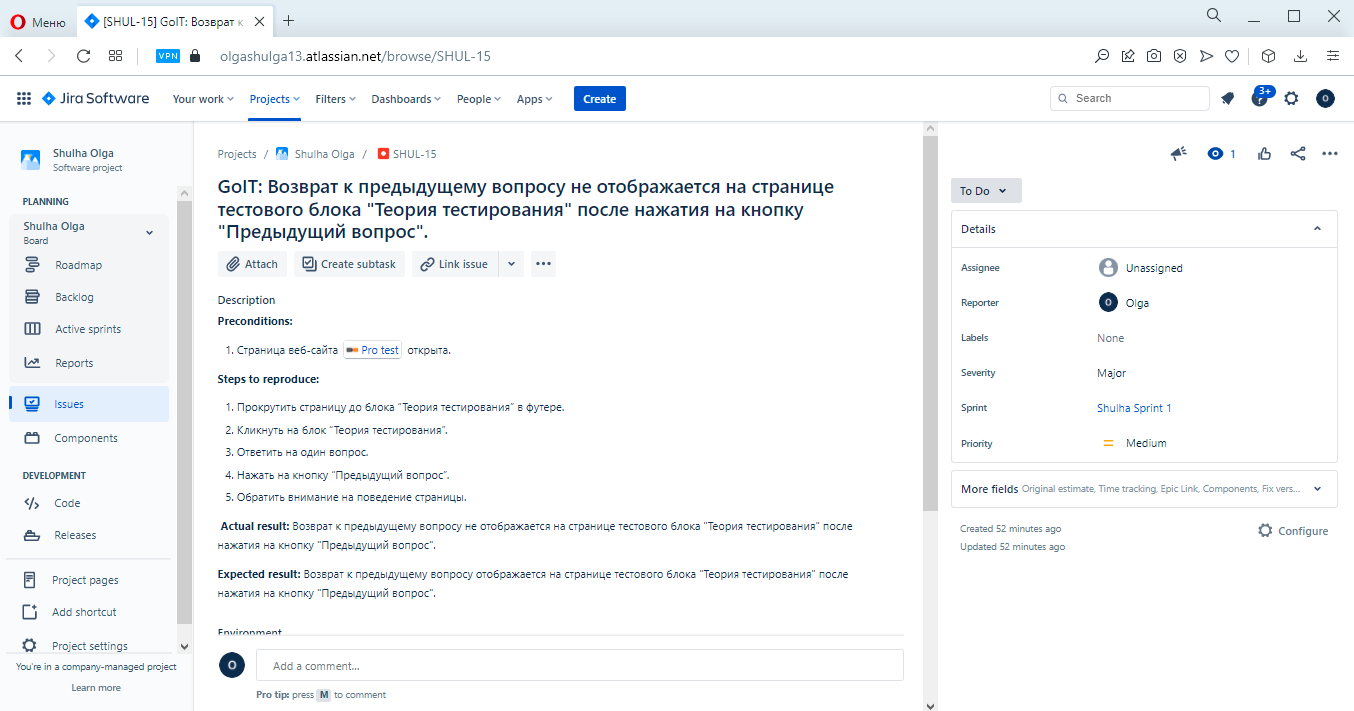 Меню
[SHUL-15] GoIT: Возврат к
VPN
olgashulga13.atlassian.net/browse/SHUL-15
Jira Software
Your work
Projects
Filters
Dashboards
People
Apps
Create
Search
3+
O
Shulha Olga
Software project
PLANNING
Shulha Olga
Board
Roadmap
Backlog
Active sprints
Reports
Issues
Components
DEVELOPMENT
Code
Releases
Project pages
Add shortcut
Project settings
You're in a company-managed project
Learn more
Projects / Shulha Olga / SHUL-15
GoIT: Возврат к предыдущему вопросу не отображается на странице
тестового блока "Теория тестирования" после нажатия на кнопку
"Предыдущий вопрос".
Attach
Create subtask
Link issue
Description
Preconditions:
1. Страница веб-сайта Pro test открыта.
Steps to reproduce:
1. Прокрутить страницу до блока “Теория тестирования” в футере.
2. Кликнуть на блок “Теория тестирования”.
3. Ответить на один вопрос.
4. Нажать на кнопку “Предыдущий вопрос”.
5. Обратить внимание на поведение страницы.
Actual result: Возврат к предыдущему вопросу не отображается на странице тестового блока "Теория тестирования" после
нажатия на кнопку "Предыдущий вопрос".
Expected result: Возврат к предыдущему вопросу отображается на странице тестового блока "Теория тестирования" после
нажатия на кнопку "Предыдущий вопрос".
Environment
O
Add a comment...
Pro tip: press M to comment
1
To Do
Details
Assignee
Unassigned
Reporter
O
Olga
Labels
None
Severity
Major
Sprint
Shulha Sprint 1
Priority
Medium
More fields Original estimate, Time tracking, Epic Link, Components, Fix vers...
Created 52 minutes ago
Updated 52 minutes ago
Configure